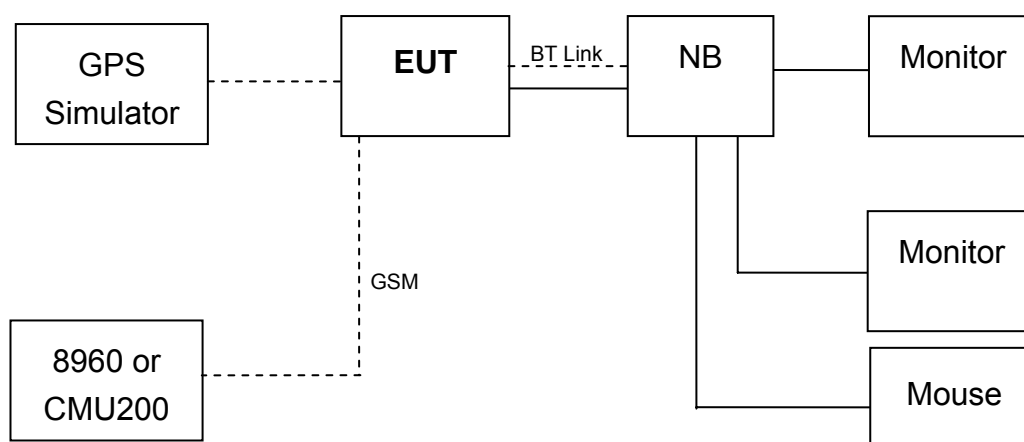 GPS
Simulator
EUT
BT Link
NB
Monitor
Monitor
GSM
8960 or
CMU200
Mouse